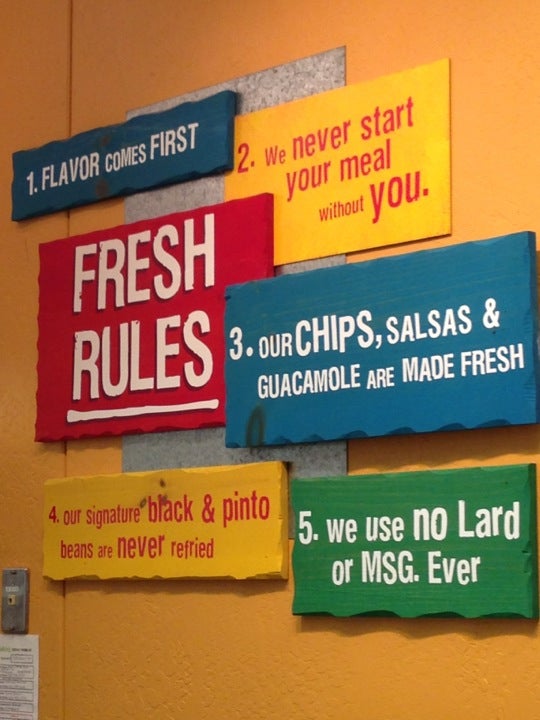 1. FLAVOR COMES FIRST
2. We never start
your meal
without you.
FRESH
RULES
3. OUR CHIPS, SALSAS &
GUACAMOLE ARE MADE FRESH
4. our signature black & pinto
beans are never refried
5. we use no Lard
or MSG. Ever